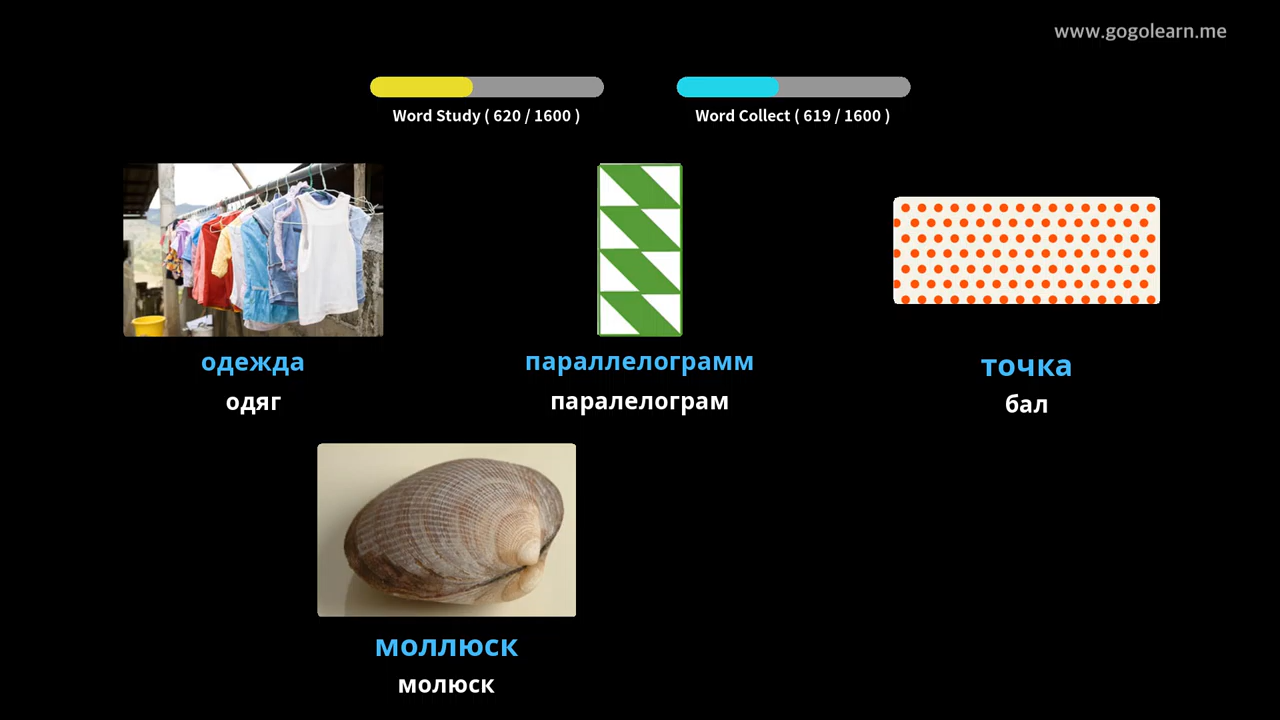 www.gogolearn.me
Word Study ( 620 / 1600 )
Word Collect ( 619 / 1600 )
одежда
одяг
параллелограмм
паралелограм
точка
бал
моллюск
молюск